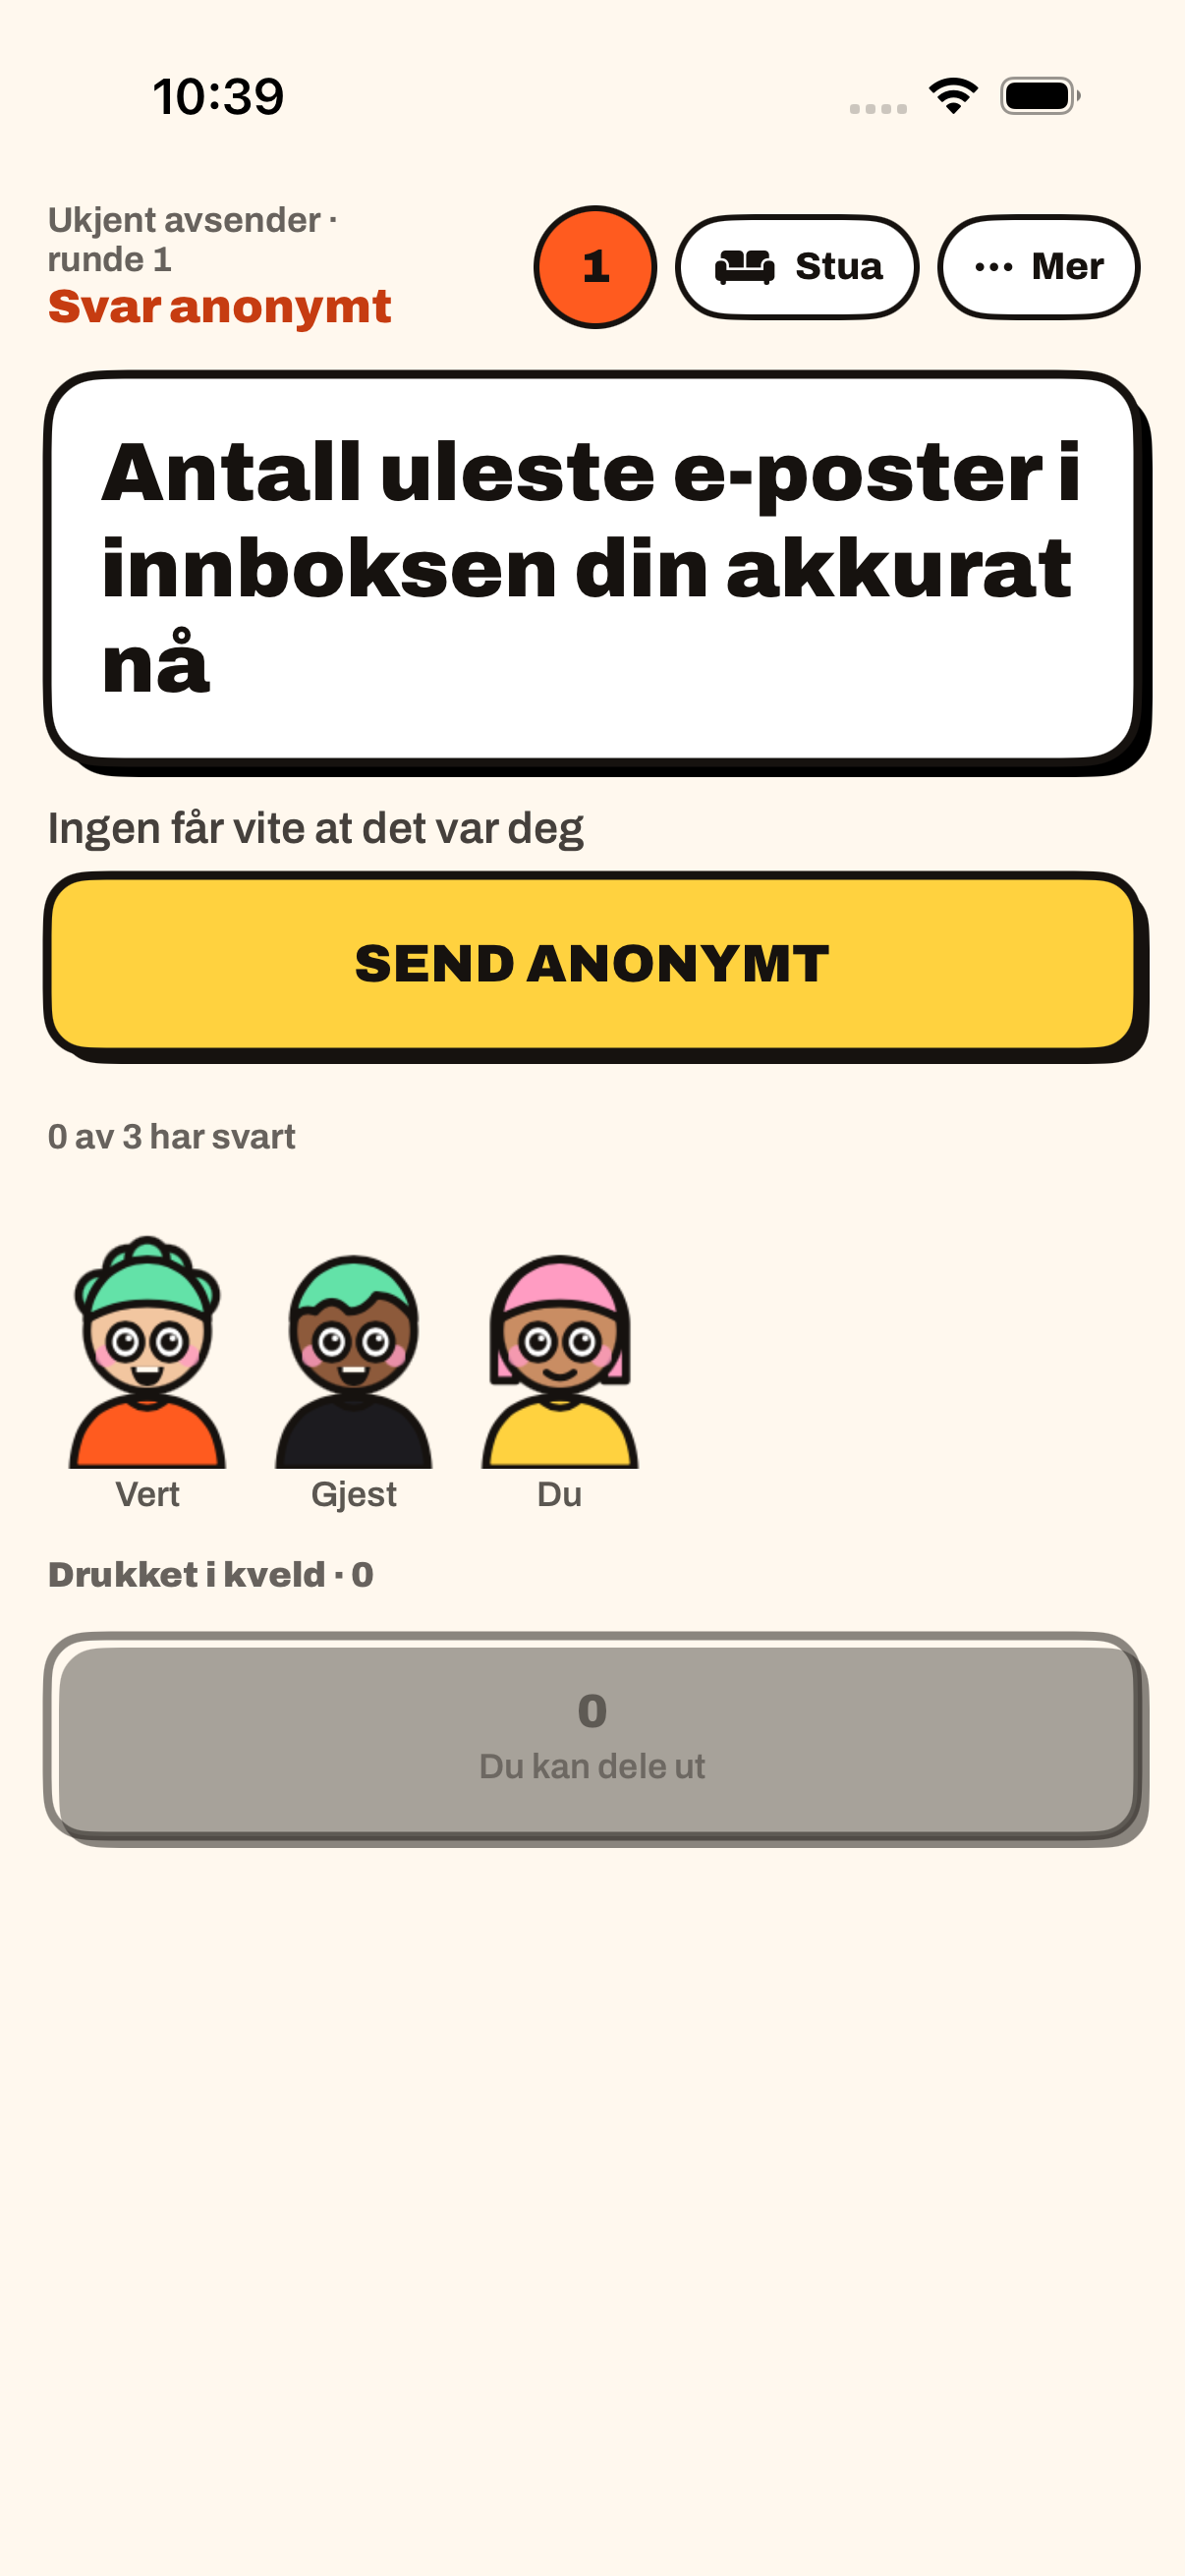 10:39
Ukjent avsender ·
runde 1
Svar anonymt
1
Stua
Mer
Antall uleste e-poster i
innboksen din akkurat
nå
Ingen får vite at det var deg
SEND ANONYMT
0 av 3 har svart
Vert
Gjest
Du
Drukket i kveld · 0
0
Du kan dele ut